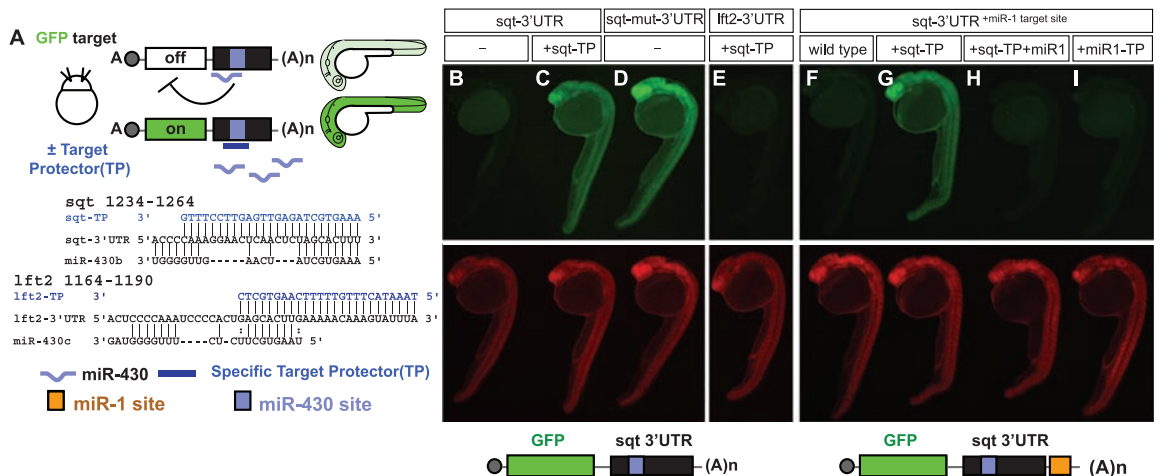 A GFP target
A off (A)n
A on (A)n
± Target
Protector(TP)
sqt 1234-1264
sqt-TP 3' GTTTCCTTGAGTTGAGATCGTGAAA 5'
sqt-3'UTR 5'ACCCCAAAGGAACUCAACUCUAGCACUUU 3'
miR-430b 3'UGGGGUUG-----AACU---AUCGUGAAA 5'
lft2 1164-1190
lft2-TP 3' CTCGTGAACTTTTTGTTTCATAAAT 5'
lft2-3'UTR 5'ACUCCCCAAAUCCCCACUGAGCACUUGAAAAACAAAGUAUUUA 3'
miR-430c 3'GAUGGGGUUU---CU-CUUCGUGAAU 5'
miR-430 Specific Target Protector(TP)
miR-1 site miR-430 site
sqt-3'UTR sqt-mut-3'UTR lft2-3'UTR sqt-3'UTR+miR-1 target site
– +sqt-TP – +sqt-TP wild type +sqt-TP +sqt-TP+miR1 +miR1-TP
B C D E F G H I
GFP sqt 3'UTR
(A)n
GFP sqt 3'UTR
(A)n